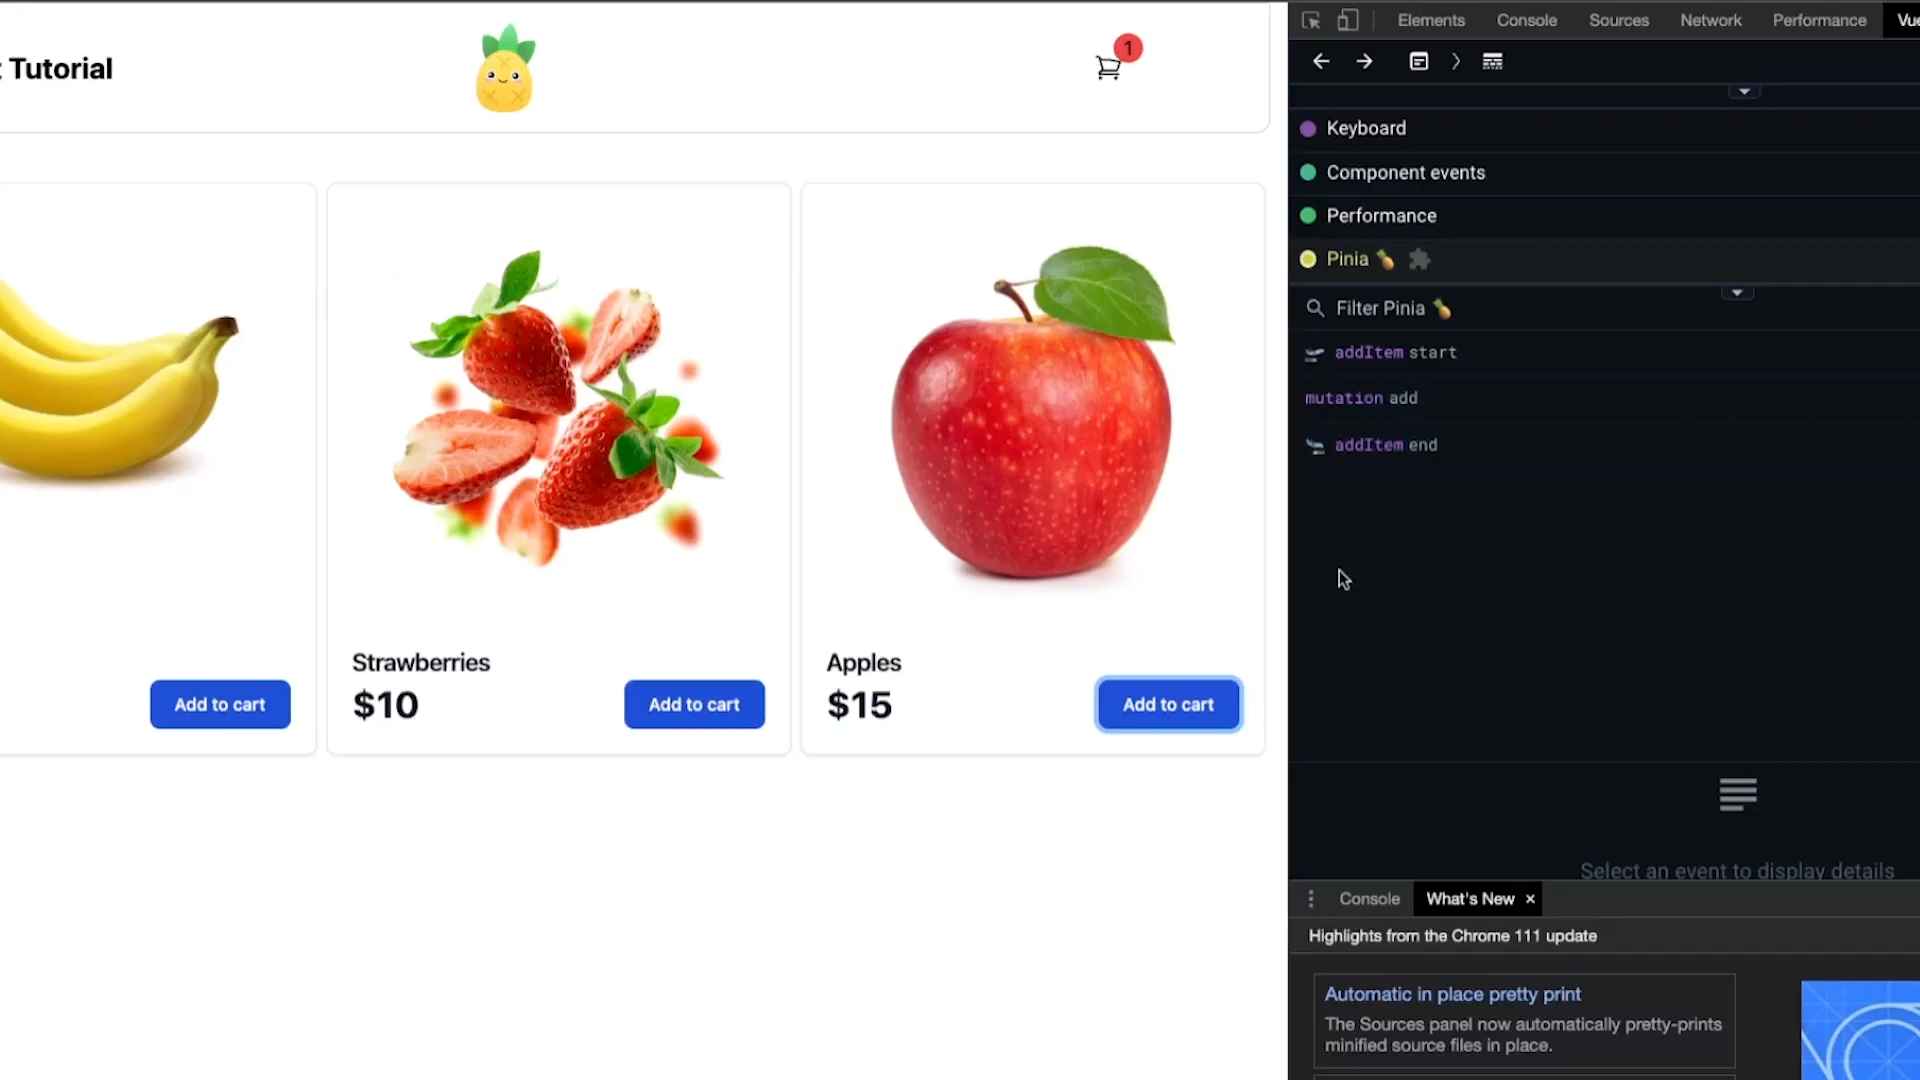 Tutorial
1
Add to cart
Strawberries
$10
Add to cart
Apples
$15
Add to cart
Elements Console Sources Network Performance Vue
Keyboard
Component events
Performance
Pinia 🍍
Filter Pinia 🍍
addItem start
mutation add
addItem end
Select an event to display details
Console What's New ×
Highlights from the Chrome 111 update
Automatic in place pretty print
The Sources panel now automatically pretty-prints
minified source files in place.